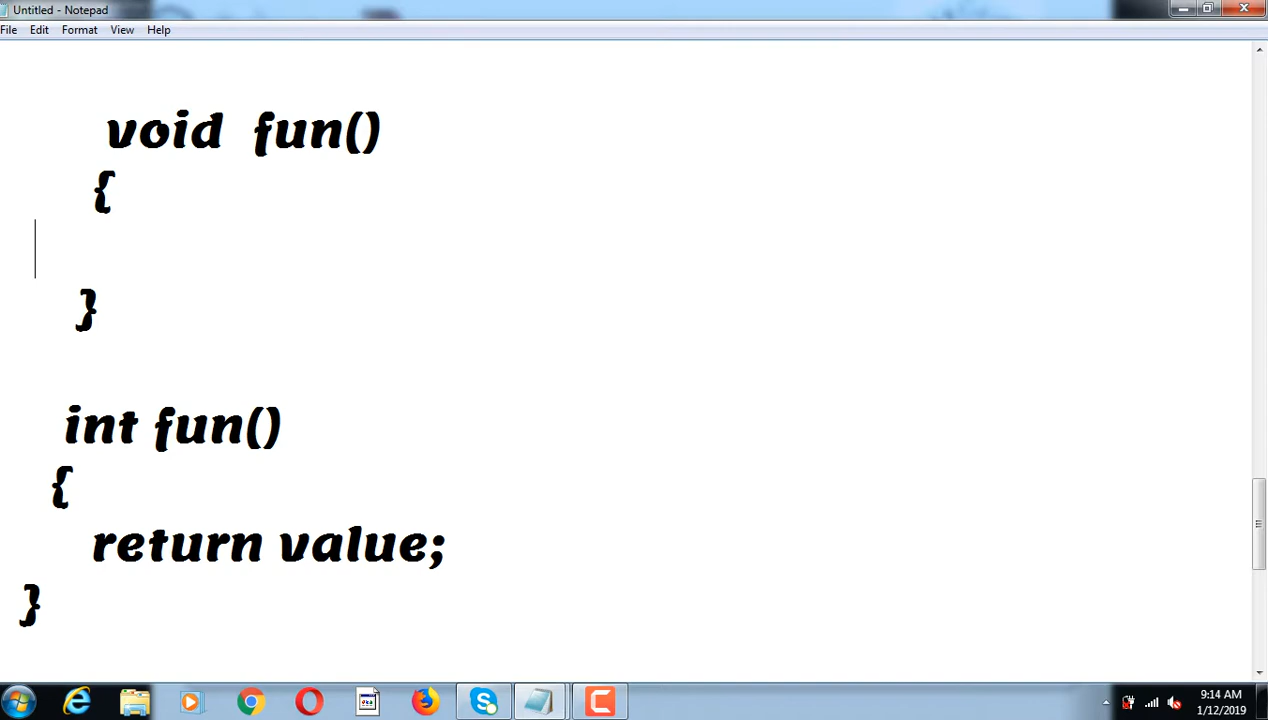 Untitled - Notepad
File Edit Format View Help
void fun()
{
}
int fun()
{
return value;
}
9:14 AM
1/12/2019